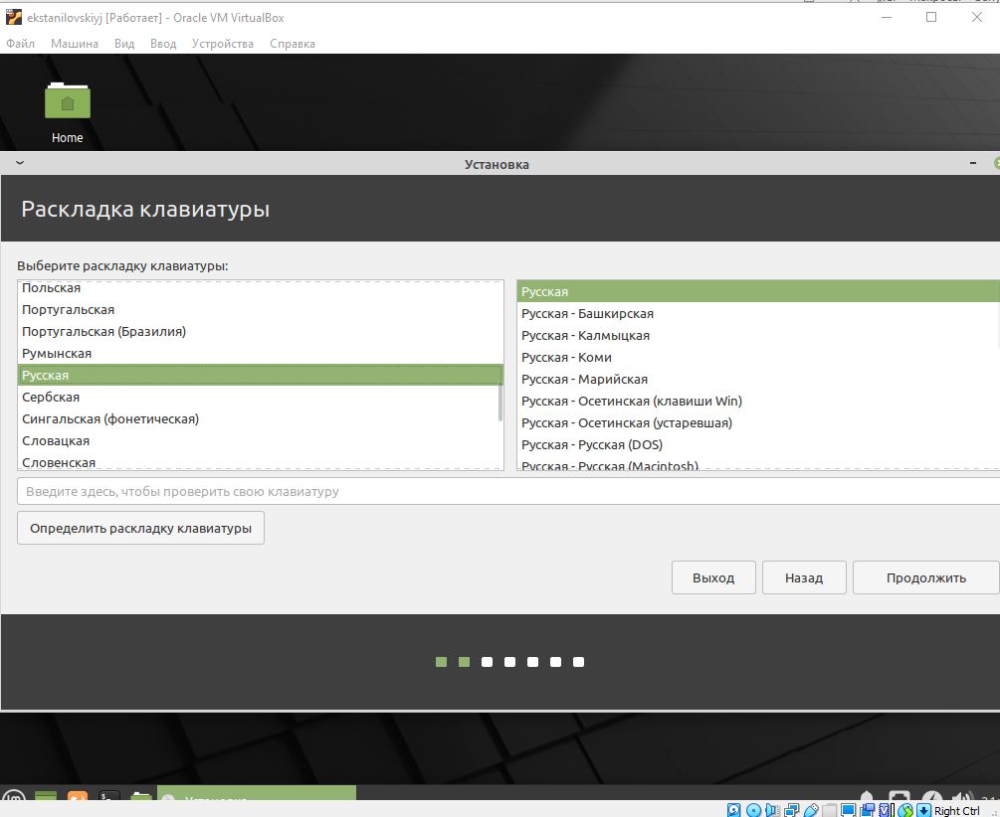 ekstanilovskiyj [Работает] - Oracle VM VirtualBox
Файл Машина Вид Ввод Устройства Справка
Home
Установка
Раскладка клавиатуры
Выберите раскладку клавиатуры:
Польская
Португальская
Португальская (Бразилия)
Румынская
Русская
Сербская
Сингальская (фонетическая)
Словацкая
Словенская
Русская
Русская - Башкирская
Русская - Калмыцкая
Русская - Коми
Русская - Марийская
Русская - Осетинская (клавиши Win)
Русская - Осетинская (устаревшая)
Русская - Русская (DOS)
Русская - Русская (Macintosh)
Введите здесь, чтобы проверить свою клавиатуру
Определить раскладку клавиатуры
Выход Назад Продолжить
Установка
Right Ctrl